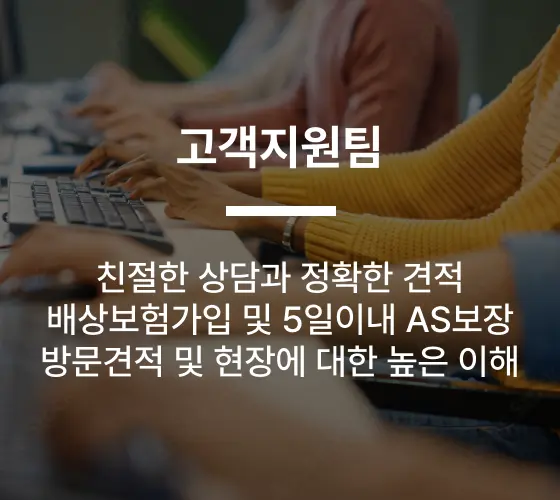 고객지원팀
친절한 상담과 정확한 견적
배상보험가입 및 5일이내 AS보장
방문견적 및 현장에 대한 높은 이해